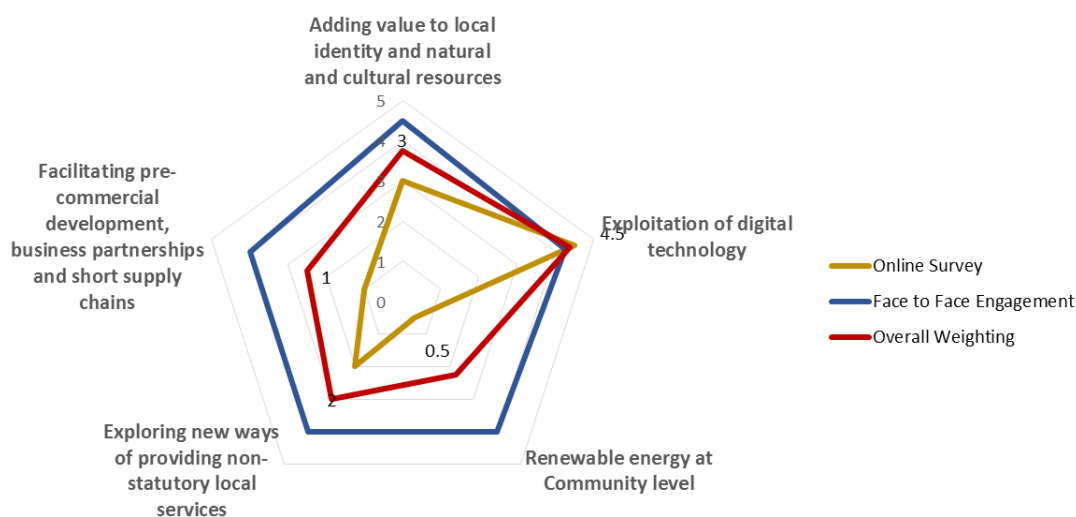 Adding value to local
identity and natural
and cultural resources
5
4
3
3
2
1
0
4.5
0.5
2
1
Exploitation of digital
technology
Renewable energy at
Community level
Exploring new ways
of providing non-
statutory local
services
Facilitating pre-
commercial
development,
business partnerships
and short supply
chains
Online Survey
Face to Face Engagement
Overall Weighting